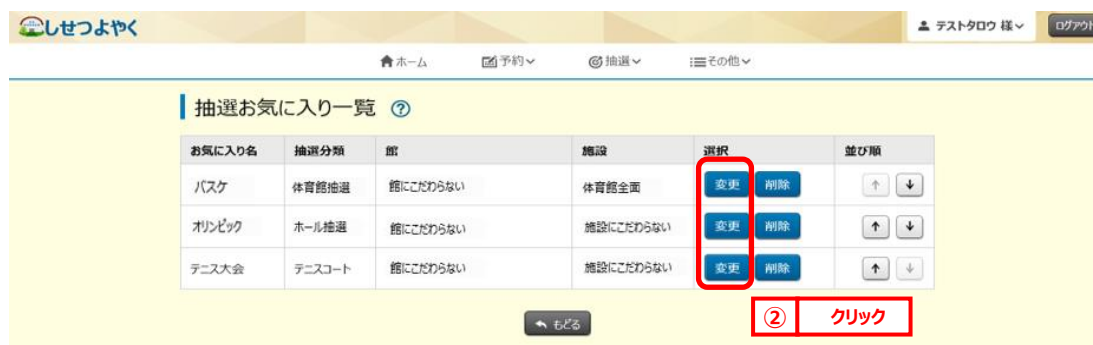 しせつよやく テストタロウ 様 ログアウト
ホーム 予約 抽選 その他
抽選お気に入り一覧 ?
お気に入り名 抽選分類 館 施設 選択 並び順
バスケ 体育館抽選 館にこだわらない 体育館全面 変更 削除 ↑ ↓
オリンピック ホール抽選 館にこだわらない 施設にこだわらない 変更 削除 ↑ ↓
テニス大会 テニスコート 館にこだわらない 施設にこだわらない 変更 削除 ↑ ↓
もどる
② クリック